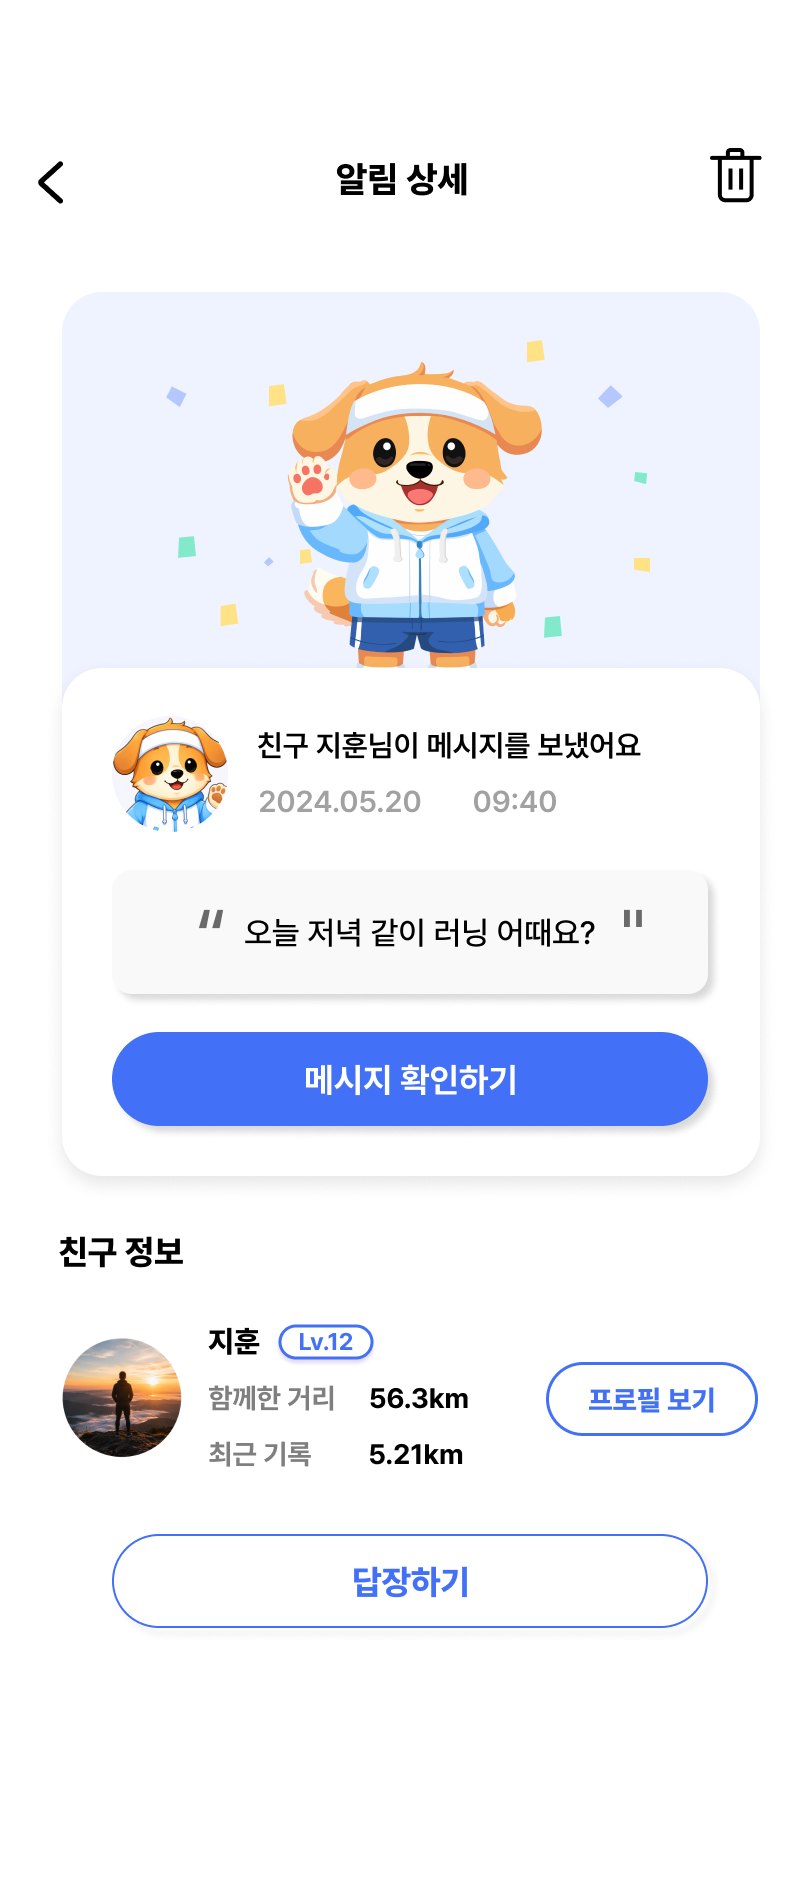 알림 상세
친구 지훈님이 메시지를 보냈어요
2024.05.20 09:40
“ 오늘 저녁 같이 러닝 어때요? "
메시지 확인하기
친구 정보
지훈 Lv.12
함께한 거리 56.3km
프로필 보기
최근 기록 5.21km
답장하기